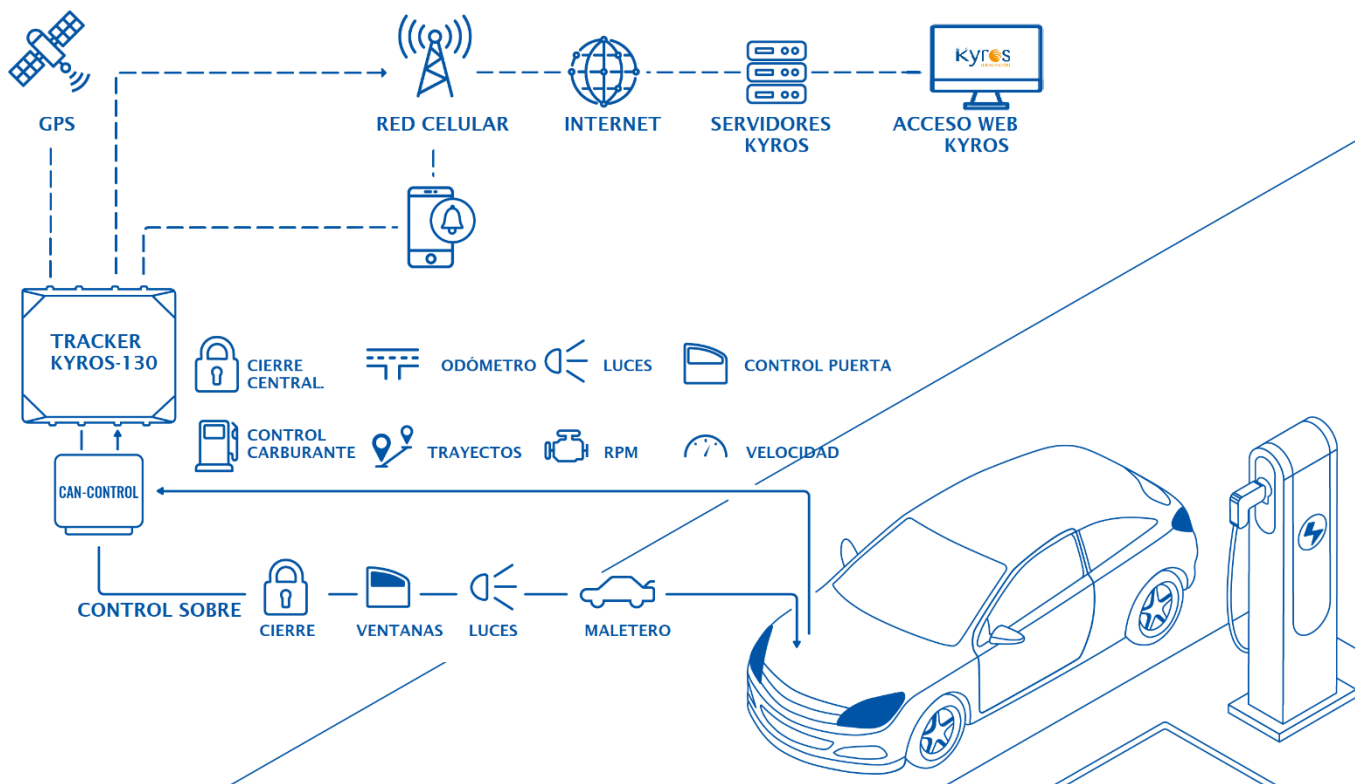 Kyros
GPS
RED CELULAR
INTERNET
SERVIDORES
KYROS
ACCESO WEB
KYROS
TRACKER
KYROS-130
CIERRE
CENTRAL.
ODÓMETRO
LUCES
CONTROL PUERTA
CONTROL
CARBURANTE
TRAYECTOS
RPM
VELOCIDAD
CAN-CONTROL
CONTROL SOBRE
CIERRE
VENTANAS
LUCES
MALETERO